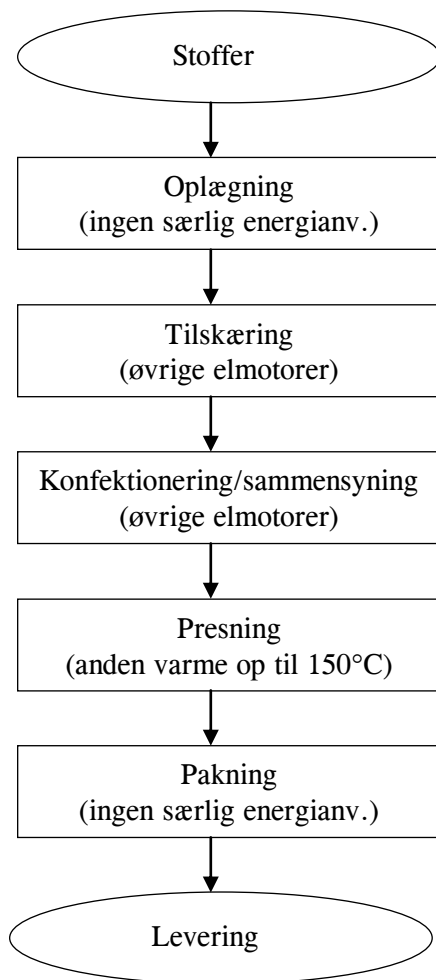 Stoffer
Oplægning
(ingen særlig energianv.)
Tilskæring
(øvrige elmotorer)
Konfektionering/sammensyning
(øvrige elmotorer)
Presning
(anden varme op til 150°C)
Pakning
(ingen særlig energianv.)
Levering